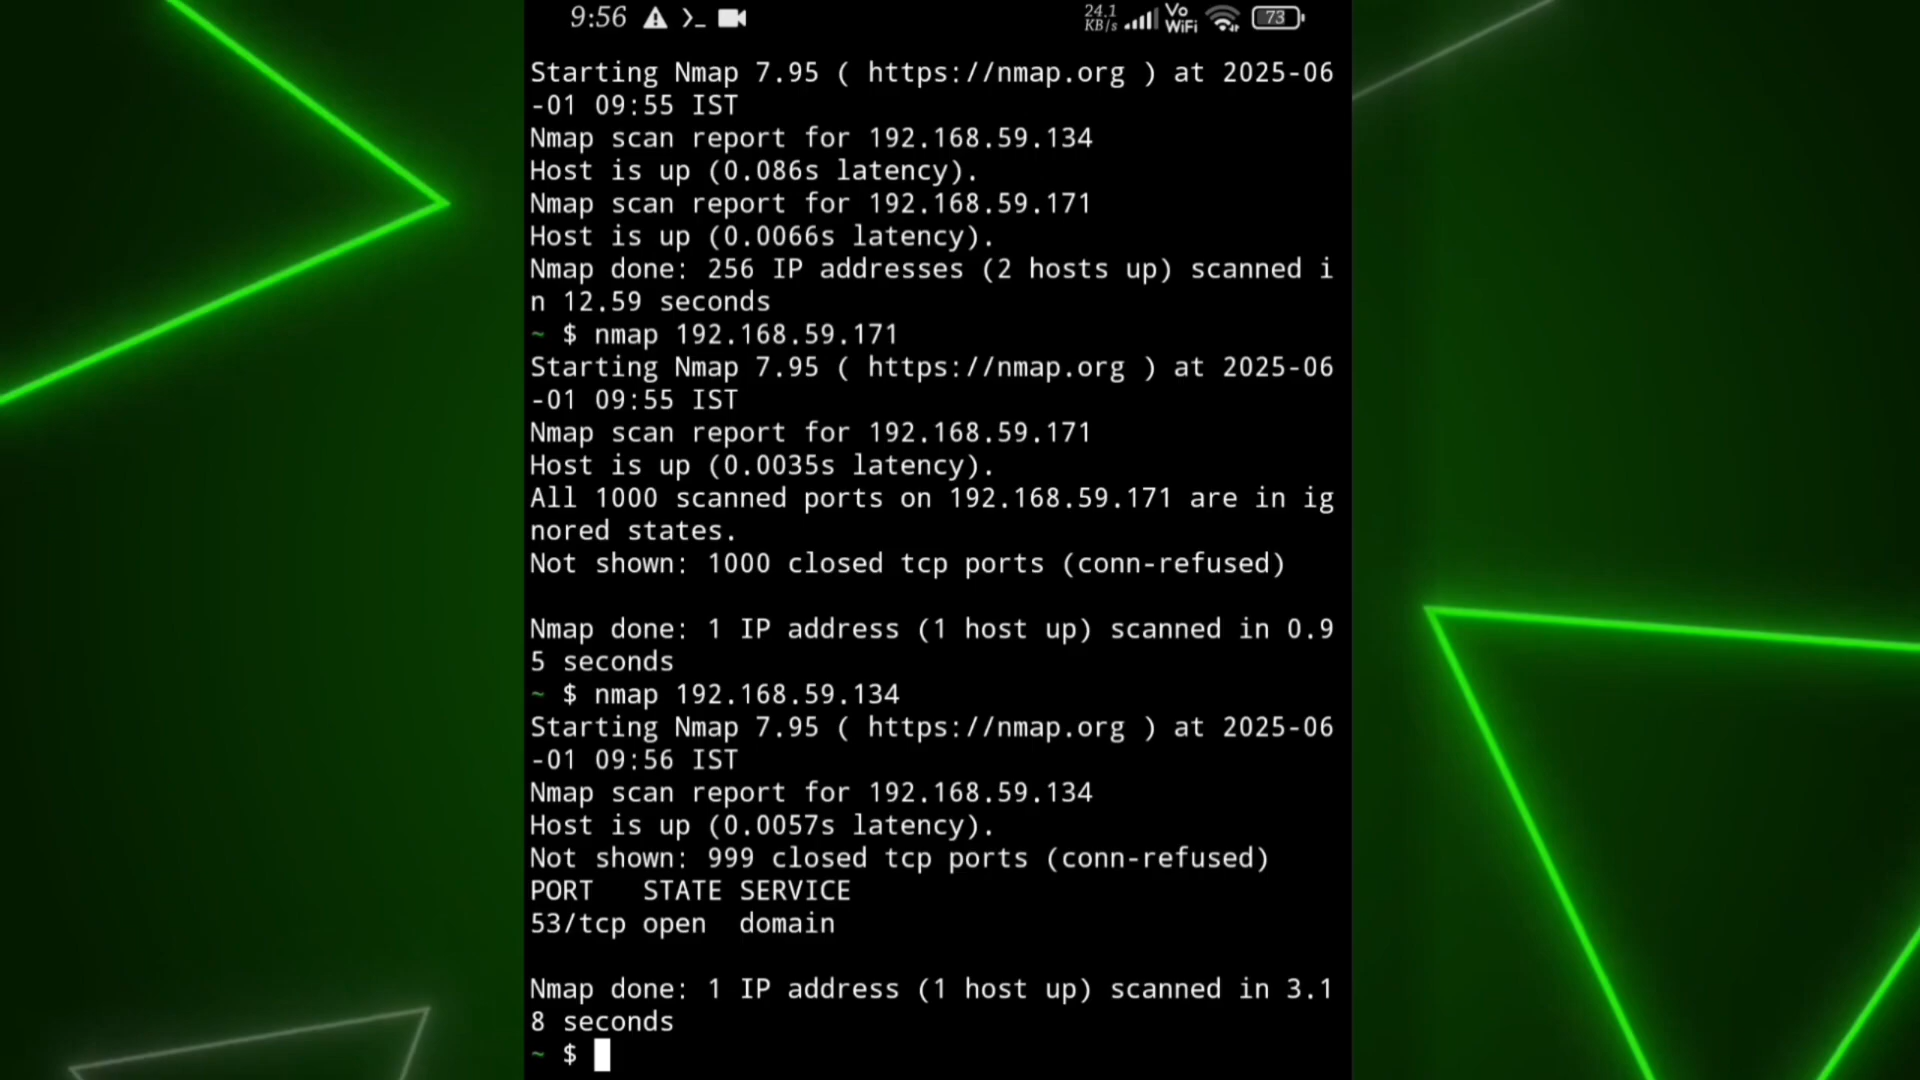 9:56 24.1 KB/s Vo WiFi 73
Starting Nmap 7.95 ( https://nmap.org ) at 2025-06
-01 09:55 IST
Nmap scan report for 192.168.59.134
Host is up (0.086s latency).
Nmap scan report for 192.168.59.171
Host is up (0.0066s latency).
Nmap done: 256 IP addresses (2 hosts up) scanned i
n 12.59 seconds
~ $ nmap 192.168.59.171
Starting Nmap 7.95 ( https://nmap.org ) at 2025-06
-01 09:55 IST
Nmap scan report for 192.168.59.171
Host is up (0.0035s latency).
All 1000 scanned ports on 192.168.59.171 are in ig
nored states.
Not shown: 1000 closed tcp ports (conn-refused)
Nmap done: 1 IP address (1 host up) scanned in 0.9
5 seconds
~ $ nmap 192.168.59.134
Starting Nmap 7.95 ( https://nmap.org ) at 2025-06
-01 09:56 IST
Nmap scan report for 192.168.59.134
Host is up (0.0057s latency).
Not shown: 999 closed tcp ports (conn-refused)
PORT STATE SERVICE
53/tcp open domain
Nmap done: 1 IP address (1 host up) scanned in 3.1
8 seconds
~ $